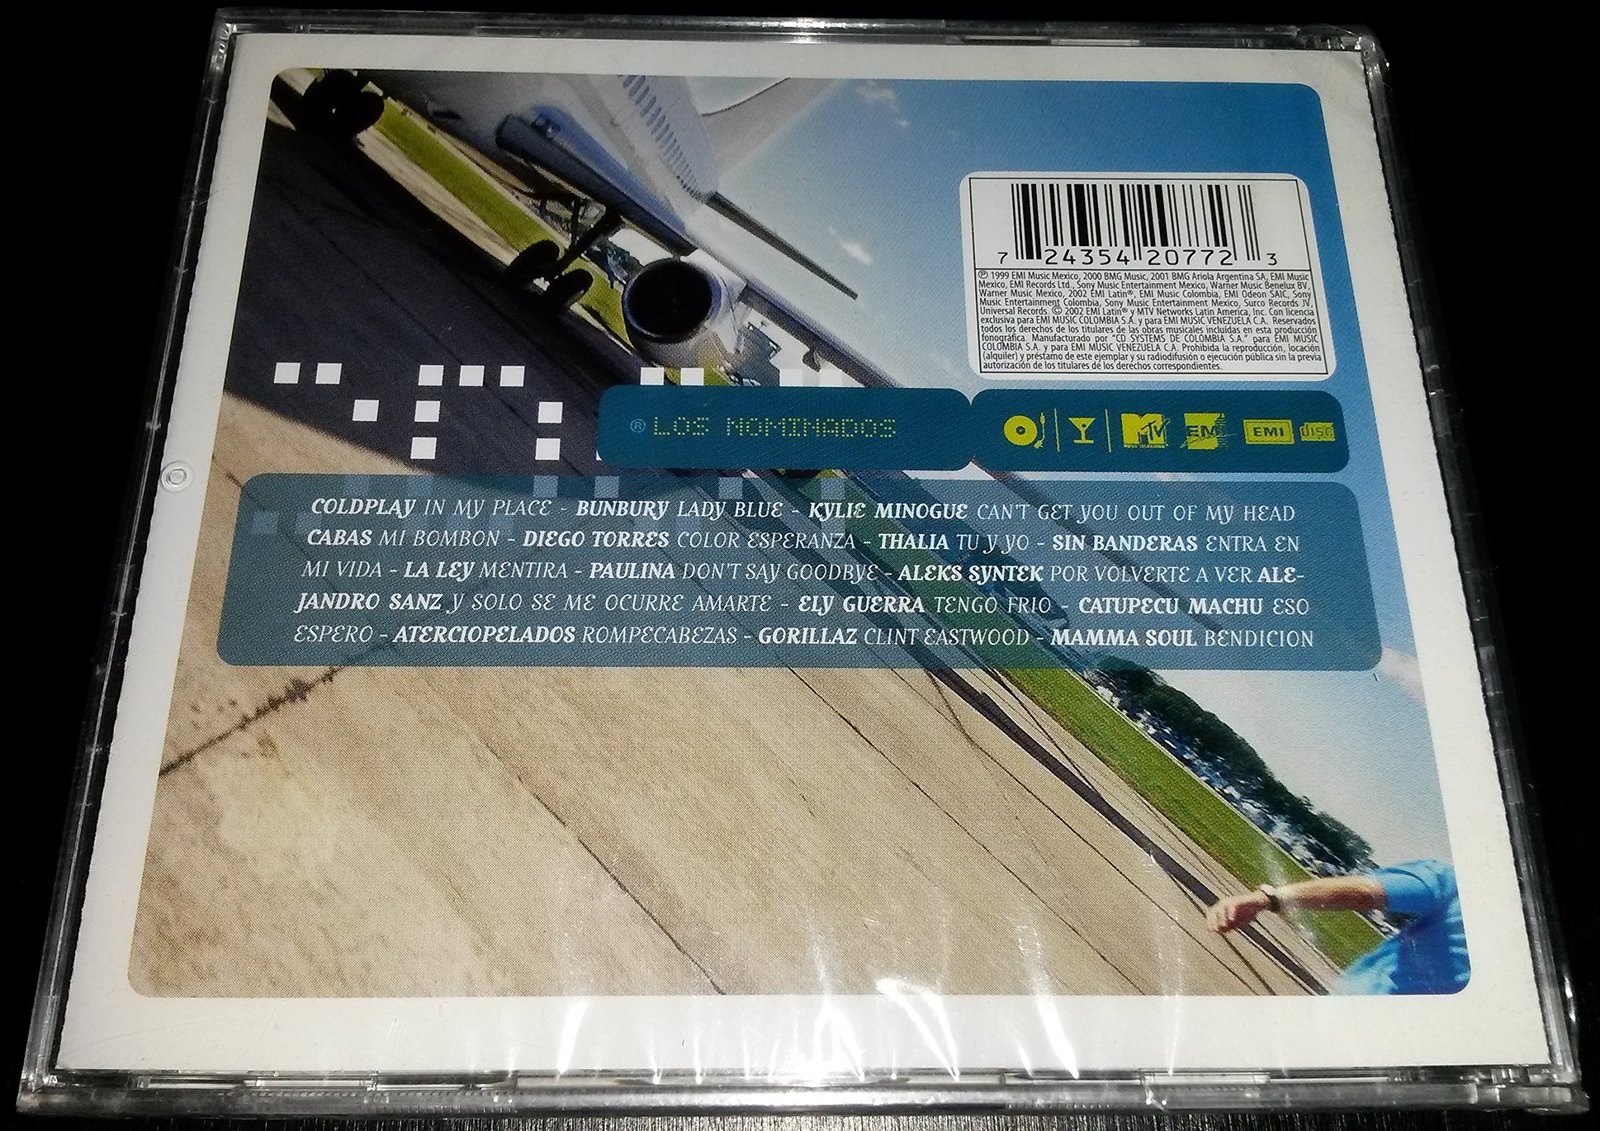 7 24354 20772 3
℗ 1999 EMI Music Mexico, 2000 BMG Music, 2001 BMG Ariola Argentina SA, EMI Music
Mexico, EMI Records Ltd., Sony Music Entertainment Mexico, Warner Music Benelux BV,
Warner Music Mexico, 2002 EMI Latin®, EMI Music Colombia, EMI Odeon SAIC, Sony
Music Entertainment Colombia, Sony Music Entertainment Mexico, Surco Records JV,
Universal Records. © 2002 EMI Latin® y MTV Networks Latin America, Inc. Con licencia
exclusiva para EMI MUSIC COLOMBIA S.A. y para EMI MUSIC VENEZUELA C.A. Reservados
todos los derechos de los titulares de las obras musicales incluidas en esta producción
fonográfica. Manufacturado por "CD SYSTEMS DE COLOMBIA S.A." para EMI MUSIC
COLOMBIA S.A. y para EMI MUSIC VENEZUELA C.A. Prohibida la reproducción, locación
(alquiler) y préstamo de este ejemplar y su radiodifusión o ejecución pública sin la previa
autorización de los titulares de los derechos correspondientes.
® LOS NOMINADOS
MTV MUSIC TELEVISION EMI EMI disc
COLDPLAY IN MY PLACE - BUNBURY LADY BLUE - KYLIE MINOGUE CAN'T GET YOU OUT OF MY HEAD
CABAS MI BOMBON - DIEGO TORRES COLOR ESPERANZA - THALIA TU Y YO - SIN BANDERAS ENTRA EN
MI VIDA - LA LEY MENTIRA - PAULINA DON'T SAY GOODBYE - ALEKS SYNTEK POR VOLVERTE A VER ALE-
JANDRO SANZ Y SOLO SE ME OCURRE AMARTE - ELY GUERRA TENGO FRIO - CATUPECU MACHU ESO
ESPERO - ATERCIOPELADOS ROMPECABEZAS - GORILLAZ CLINT EASTWOOD - MAMMA SOUL BENDICION